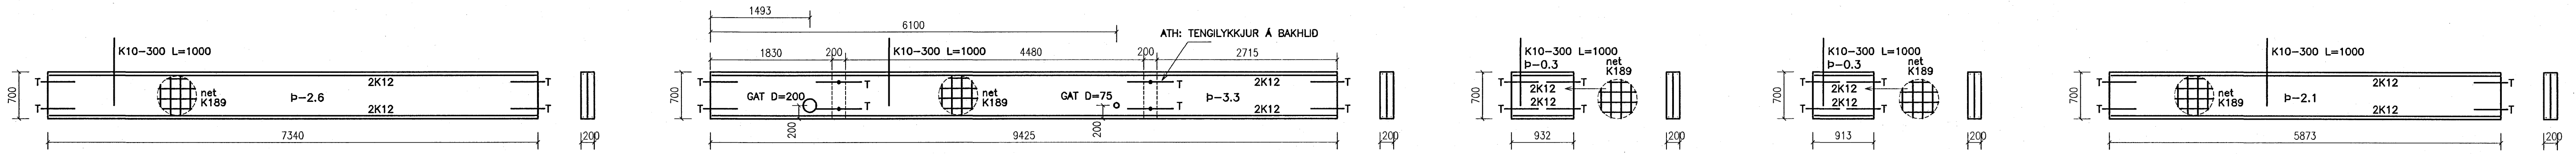 K10-300 L=1000
T
T
net
K189
Þ-2.6
2K12
2K12
T
T
700
7340
200
1493
6100
ATH: TENGILYKKJUR Á BAKHLIÐ
1830
200
K10-300 L=1000
4480
200
2715
T
T
T
T
GAT D=200
net
K189
GAT D=75
T
T
Þ-3.3
2K12
2K12
T
T
700
200
200
9425
200
K10-300 L=1000
Þ-0.3
net
K189
T
T
2K12
2K12
T
T
700
932
200
K10-300 L=1000
Þ-0.3
net
K189
T
T
2K12
2K12
T
T
700
913
200
K10-300 L=1000
T
T
net
K189
Þ-2.1
2K12
2K12
T
T
700
5873
200